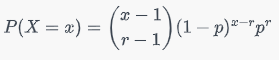 $P(X = x) = \binom{x-1}{r-1}(1-p)^{x-r}p^r$